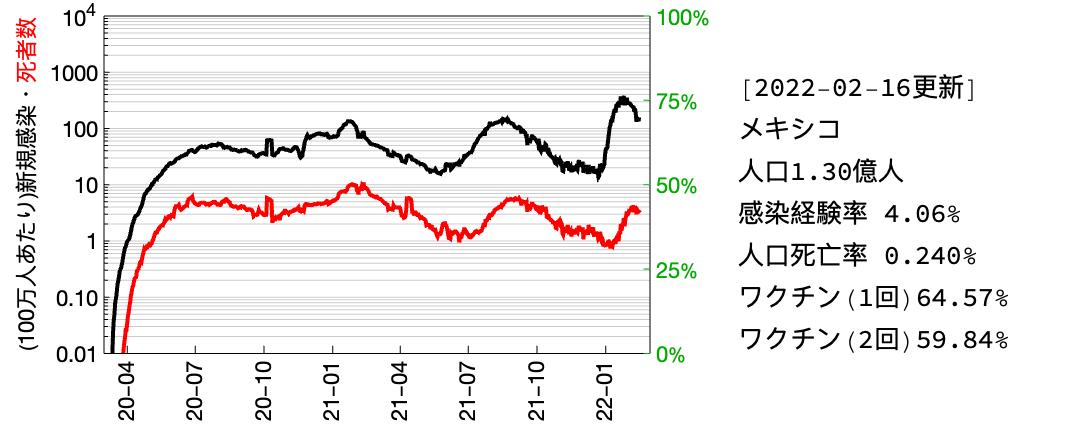 (100万人あたり)新規感染・死者数
10^4
1000
100
10
1
0.10
0.01
100%
75%
50%
25%
0%
20-04
20-07
20-10
21-01
21-04
21-07
21-10
22-01
[2022-02-16更新]
メキシコ
人口1.30億人
感染経験率 4.06%
人口死亡率 0.240%
ワクチン(1回)64.57%
ワクチン(2回)59.84%